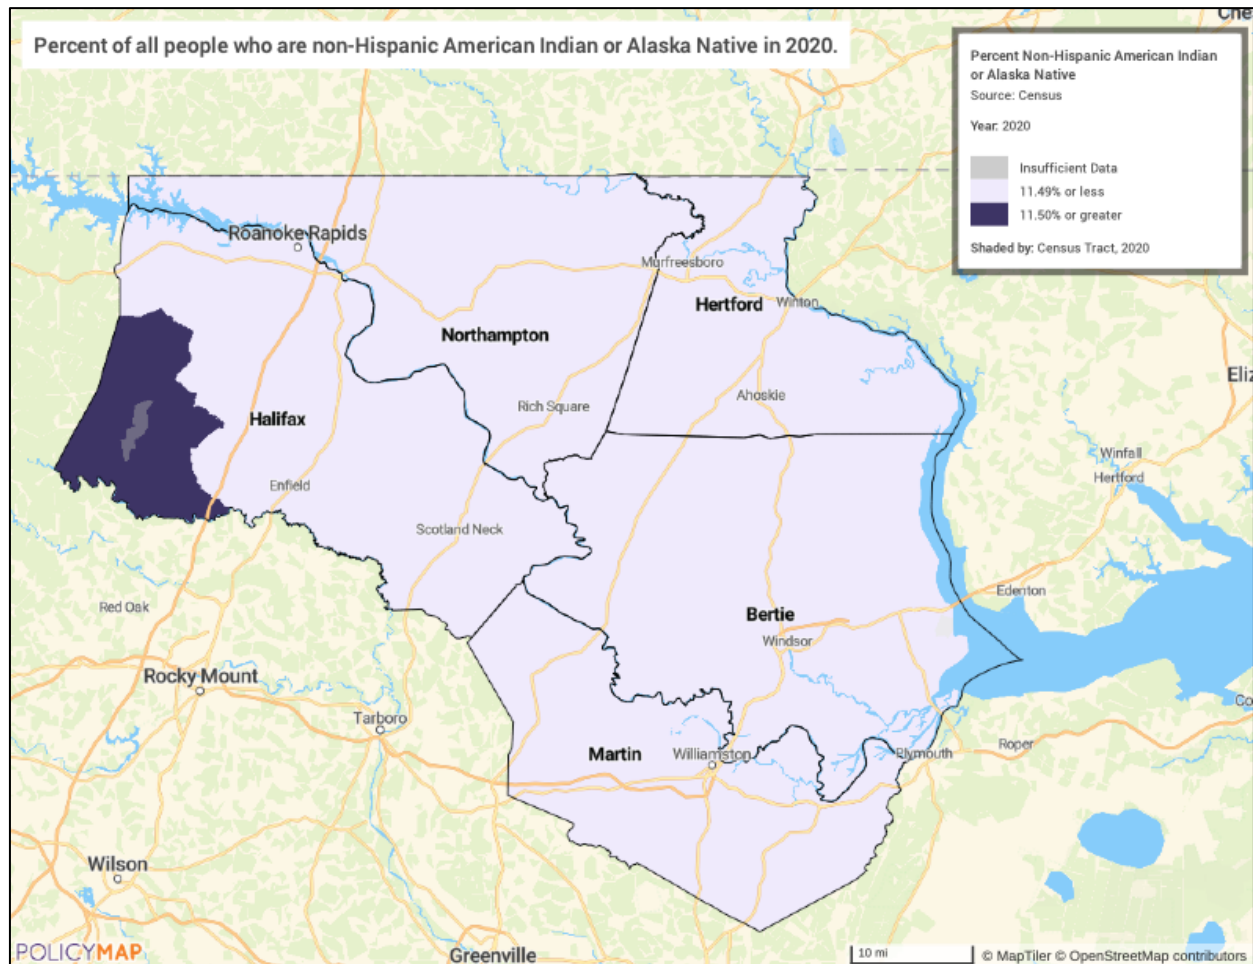 Che
Percent of all people who are non-Hispanic American Indian or Alaska Native in 2020.
Percent Non-Hispanic American Indian
or Alaska Native
Source: Census
Year: 2020
Insufficient Data
11.49% or less
11.50% or greater
Shaded by: Census Tract, 2020
Roanoke Rapids
Murfreesboro
Hertford
Winton
Northampton
Eliz
Ahoskie
Rich Square
Halifax
Winfall
Hertford
Enfield
Scotland Neck
Edenton
Red Oak
Bertie
Windsor
Rocky Mount
Co
Tarboro
Roper
Martin
Williamston
Plymouth
Wilson
POLICYMAP
Greenville
10 mi
© MapTiler © OpenStreetMap contributors